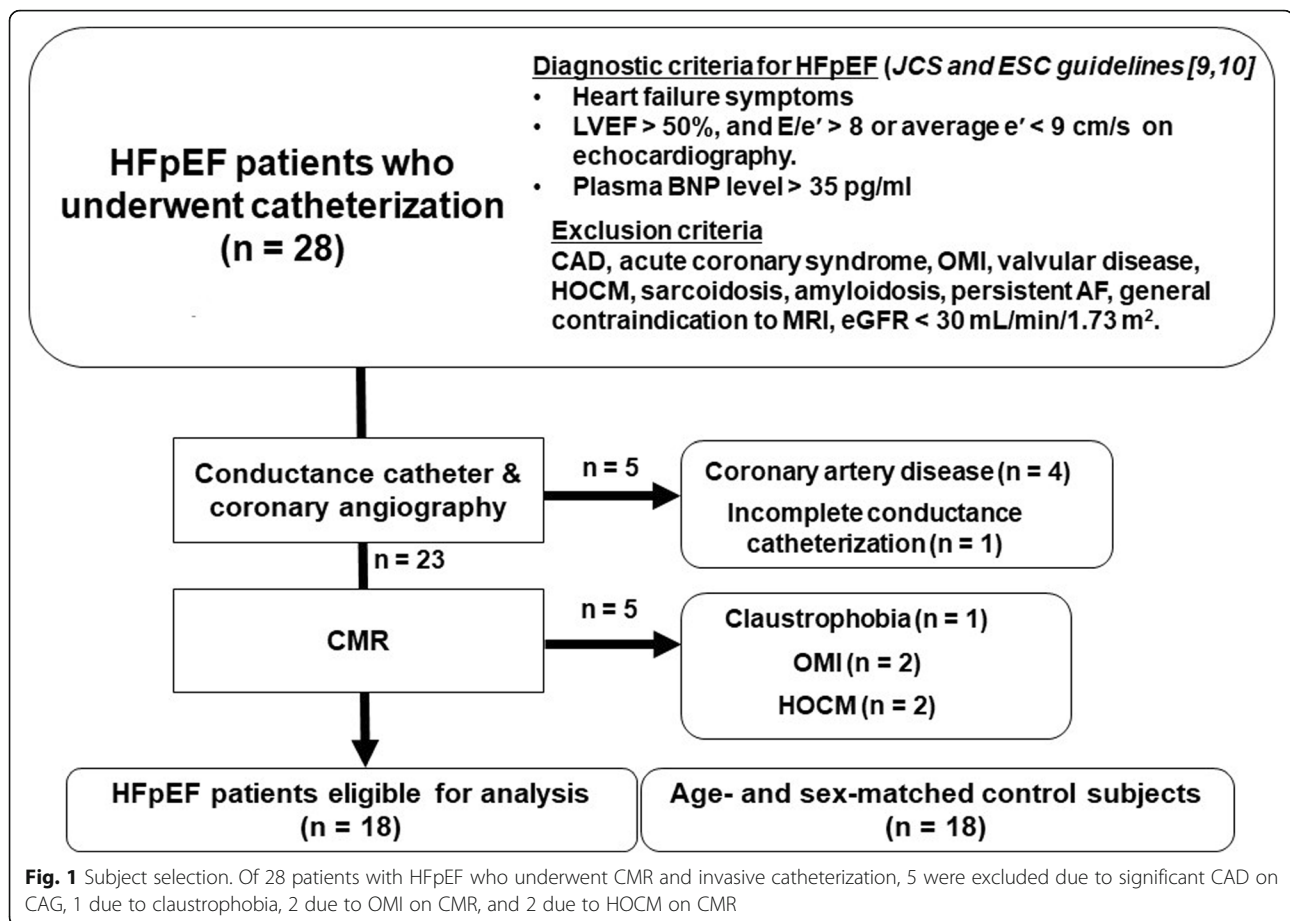 HFpEF patients who
underwent catheterization
(n = 28)
Diagnostic criteria for HFpEF (JCS and ESC guidelines [9,10]
• Heart failure symptoms
• LVEF > 50%, and E/e′ > 8 or average e′ < 9 cm/s on
echocardiography.
• Plasma BNP level > 35 pg/ml
Exclusion criteria
CAD, acute coronary syndrome, OMI, valvular disease,
HOCM, sarcoidosis, amyloidosis, persistent AF, general
contraindication to MRI, eGFR < 30 mL/min/1.73 m².
Conductance catheter &
coronary angiography
n = 5
Coronary artery disease (n = 4)
Incomplete conductance
catheterization (n = 1)
n = 23
CMR
n = 5
Claustrophobia (n = 1)
OMI (n = 2)
HOCM (n = 2)
HFpEF patients eligible for analysis
(n = 18)
Age- and sex-matched control subjects
(n = 18)
Fig. 1 Subject selection. Of 28 patients with HFpEF who underwent CMR and invasive catheterization, 5 were excluded due to significant CAD on
CAG, 1 due to claustrophobia, 2 due to OMI on CMR, and 2 due to HOCM on CMR